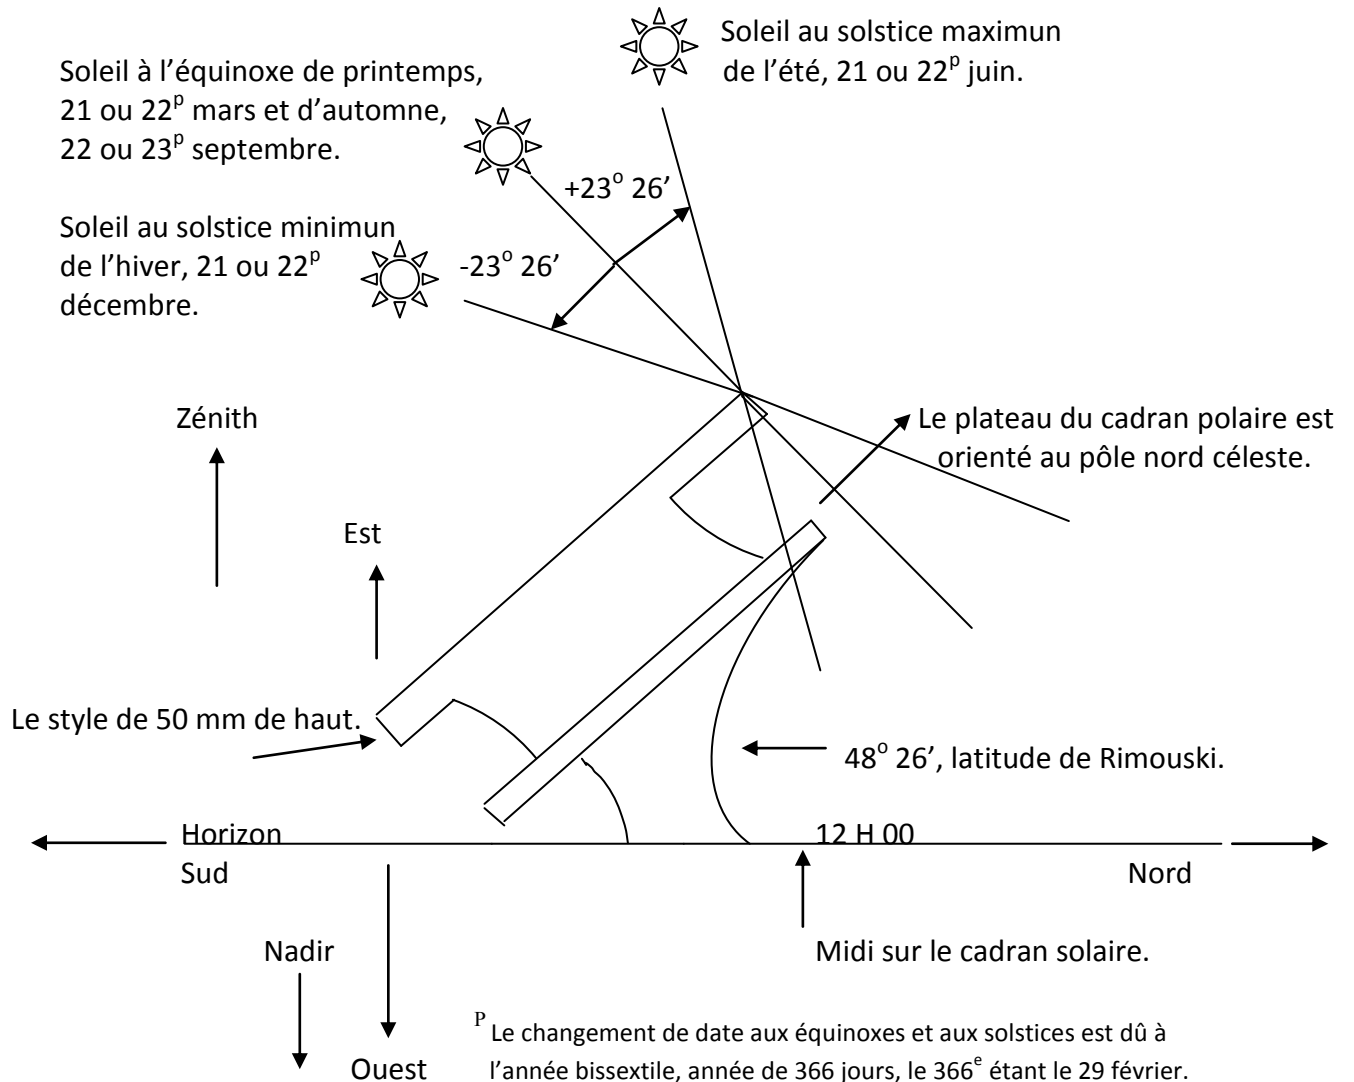 Soleil au solstice maximun
de l’été, 21 ou 22ᵖ juin.
Soleil à l’équinoxe de printemps,
21 ou 22ᵖ mars et d’automne,
22 ou 23ᵖ septembre.
+23° 26’
Soleil au solstice minimun
de l’hiver, 21 ou 22ᵖ
décembre.
-23° 26’
Zénith
Le plateau du cadran polaire est
orienté au pôle nord céleste.
Est
Le style de 50 mm de haut.
48° 26’, latitude de Rimouski.
Horizon
12 H 00
Sud
Nord
Nadir
Midi sur le cadran solaire.
Ouest
ᴾ Le changement de date aux équinoxes et aux solstices est dû à
l’année bissextile, année de 366 jours, le 366ᵉ étant le 29 février.